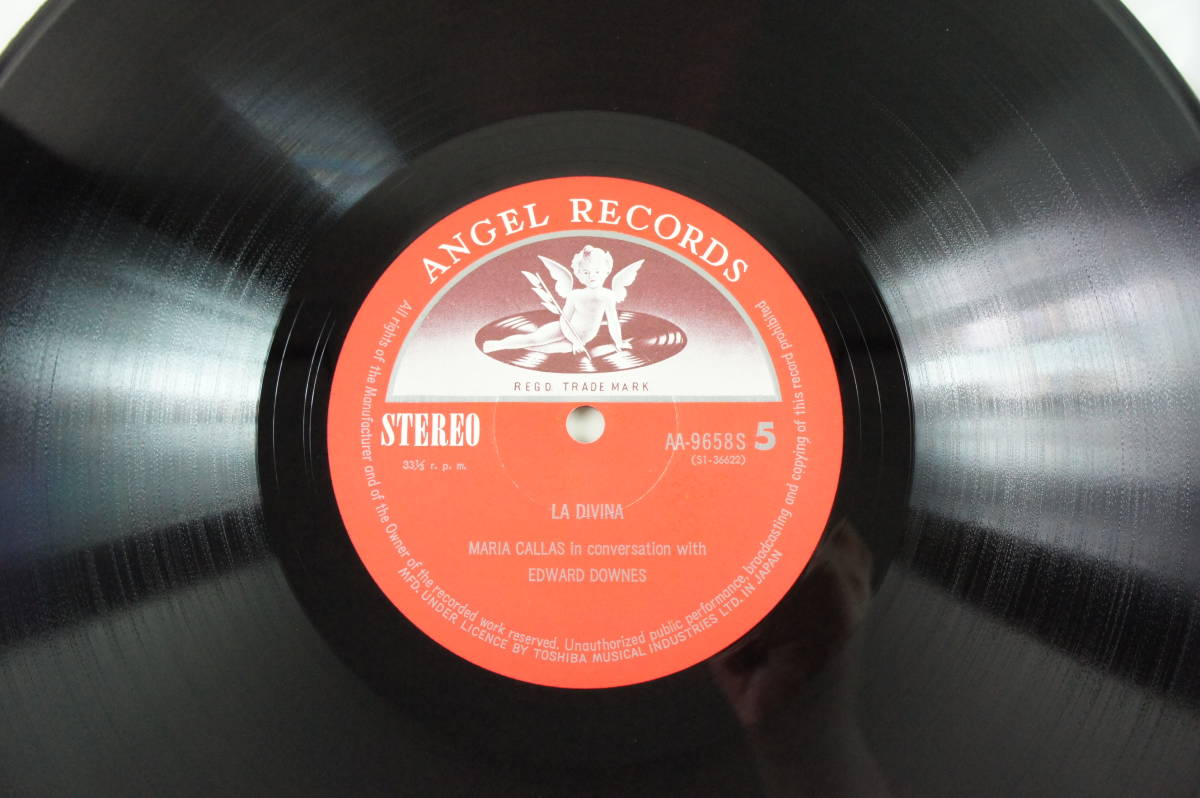 ANGEL RECORDS
REGD. TRADE MARK
STEREO
AA-9658S 5
33⅓ r. p. m.
(S1-36622)
LA DIVINA
MARIA CALLAS in conversation with
EDWARD DOWNES
All rights of the Manufacturer and of the Owner of the recorded work reserved. Unauthorized public performance, broadcasting and copying of this record prohibited
MFD. UNDER LICENCE BY TOSHIBA MUSICAL INDUSTRIES LTD. IN JAPAN